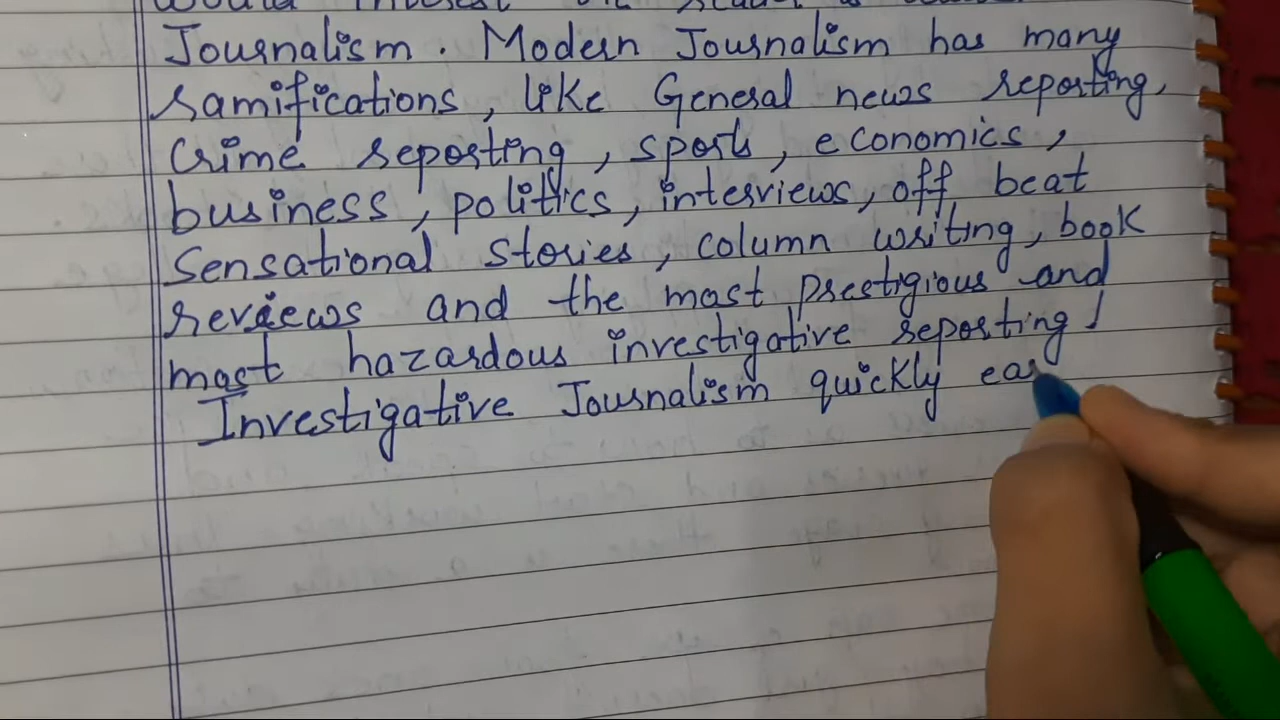 Journalism. Modern Journalism has many
ramifications, like General news reporting,
Crime reporting, sports, economics,
business, politics, interviews, off beat
Sensational stories, column writing, book
reviews and the most prestigious and
most hazardous investigative reporting!
Investigative Journalism quickly ear